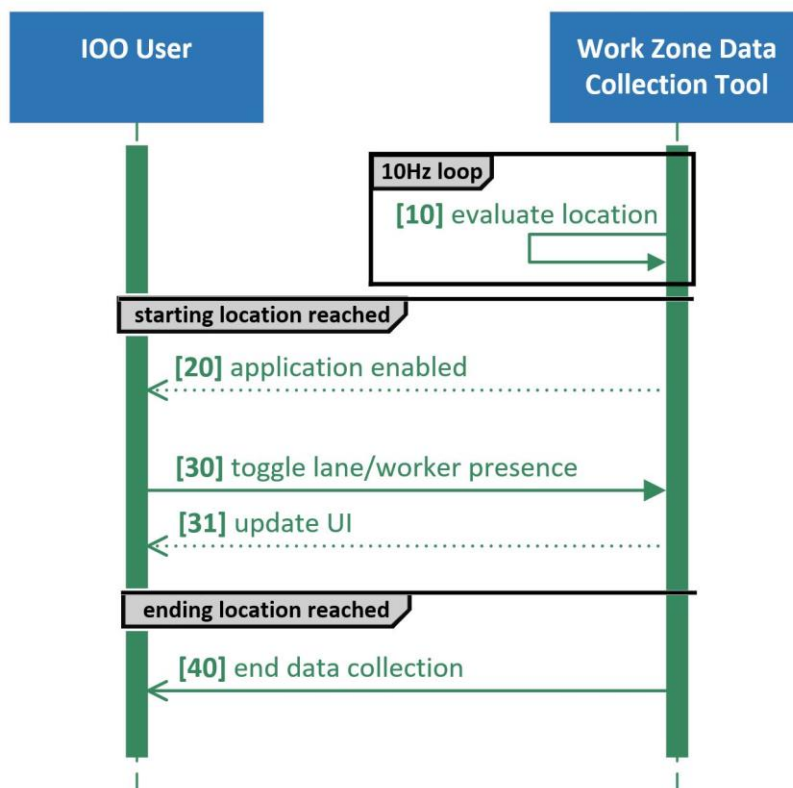 IOO User
Work Zone Data
Collection Tool
10Hz loop
[10] evaluate location
starting location reached
[20] application enabled
[30] toggle lane/worker presence
[31] update UI
ending location reached
[40] end data collection